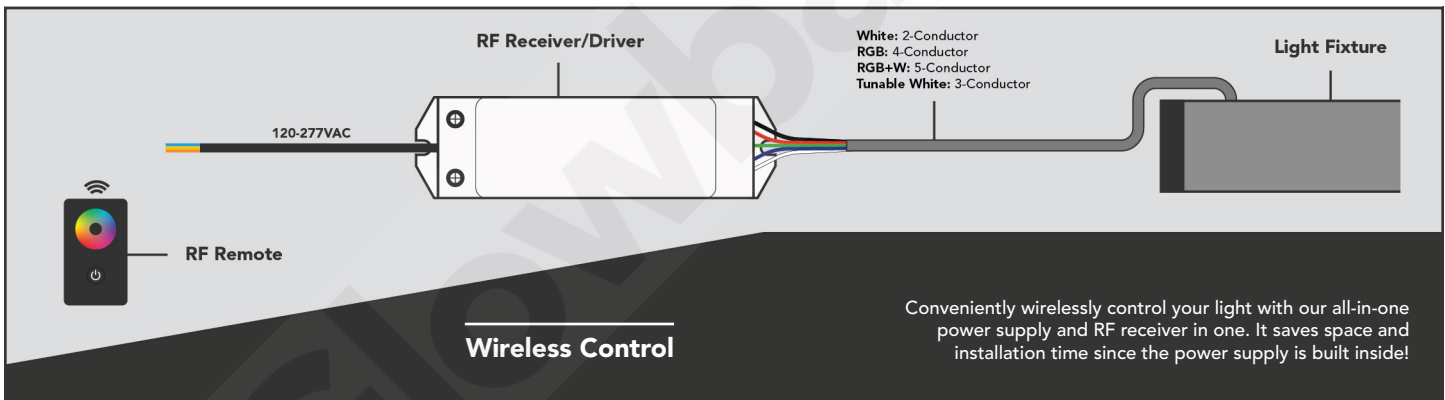 RF Receiver/Driver
White: 2-Conductor
RGB: 4-Conductor
RGB+W: 5-Conductor
Tunable White: 3-Conductor
Light Fixture
120-277VAC
RF Remote
Conveniently wirelessly control your light with our all-in-one
power supply and RF receiver in one. It saves space and
installation time since the power supply is built inside!
Wireless Control